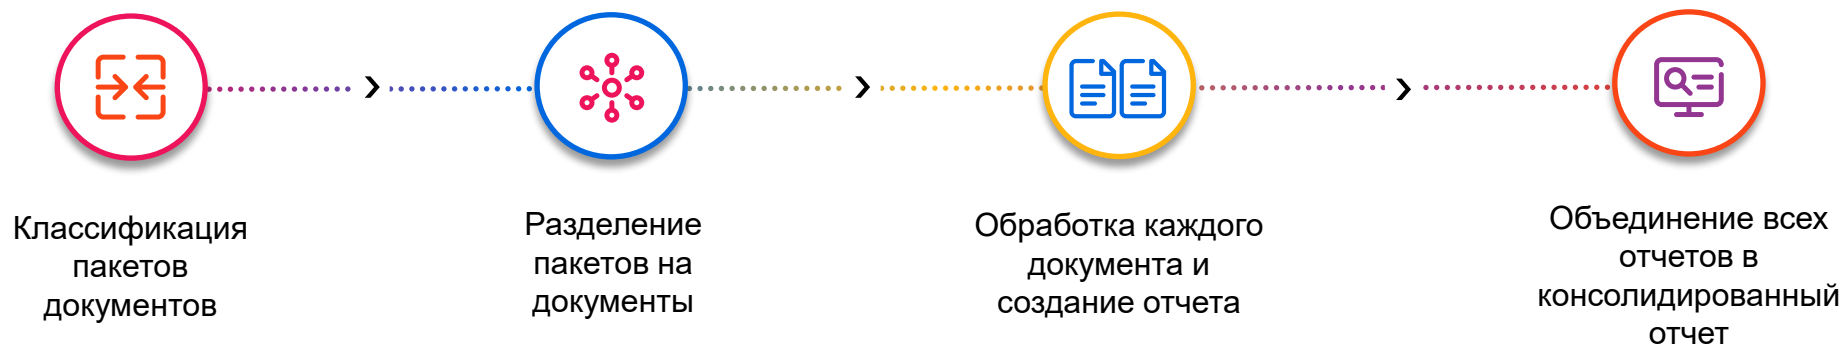 Классификация
пакетов
документов
Разделение
пакетов на
документы
Обработка каждого
документа и
создание отчета
Объединение всех
отчетов в
консолидированный
отчет